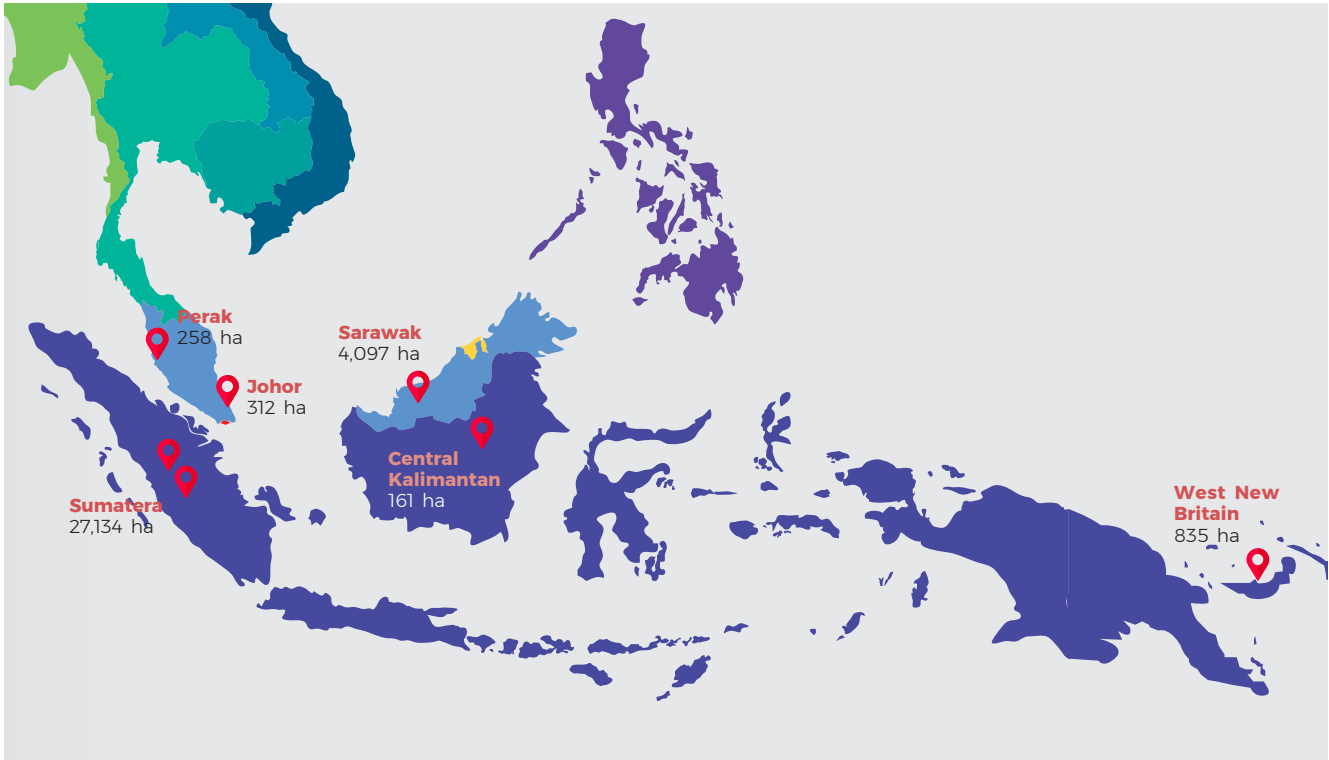 Perak
258 ha
Sarawak
4,097 ha
Johor
312 ha
Central
Kalimantan
161 ha
Sumatera
27,134 ha
West New
Britain
835 ha